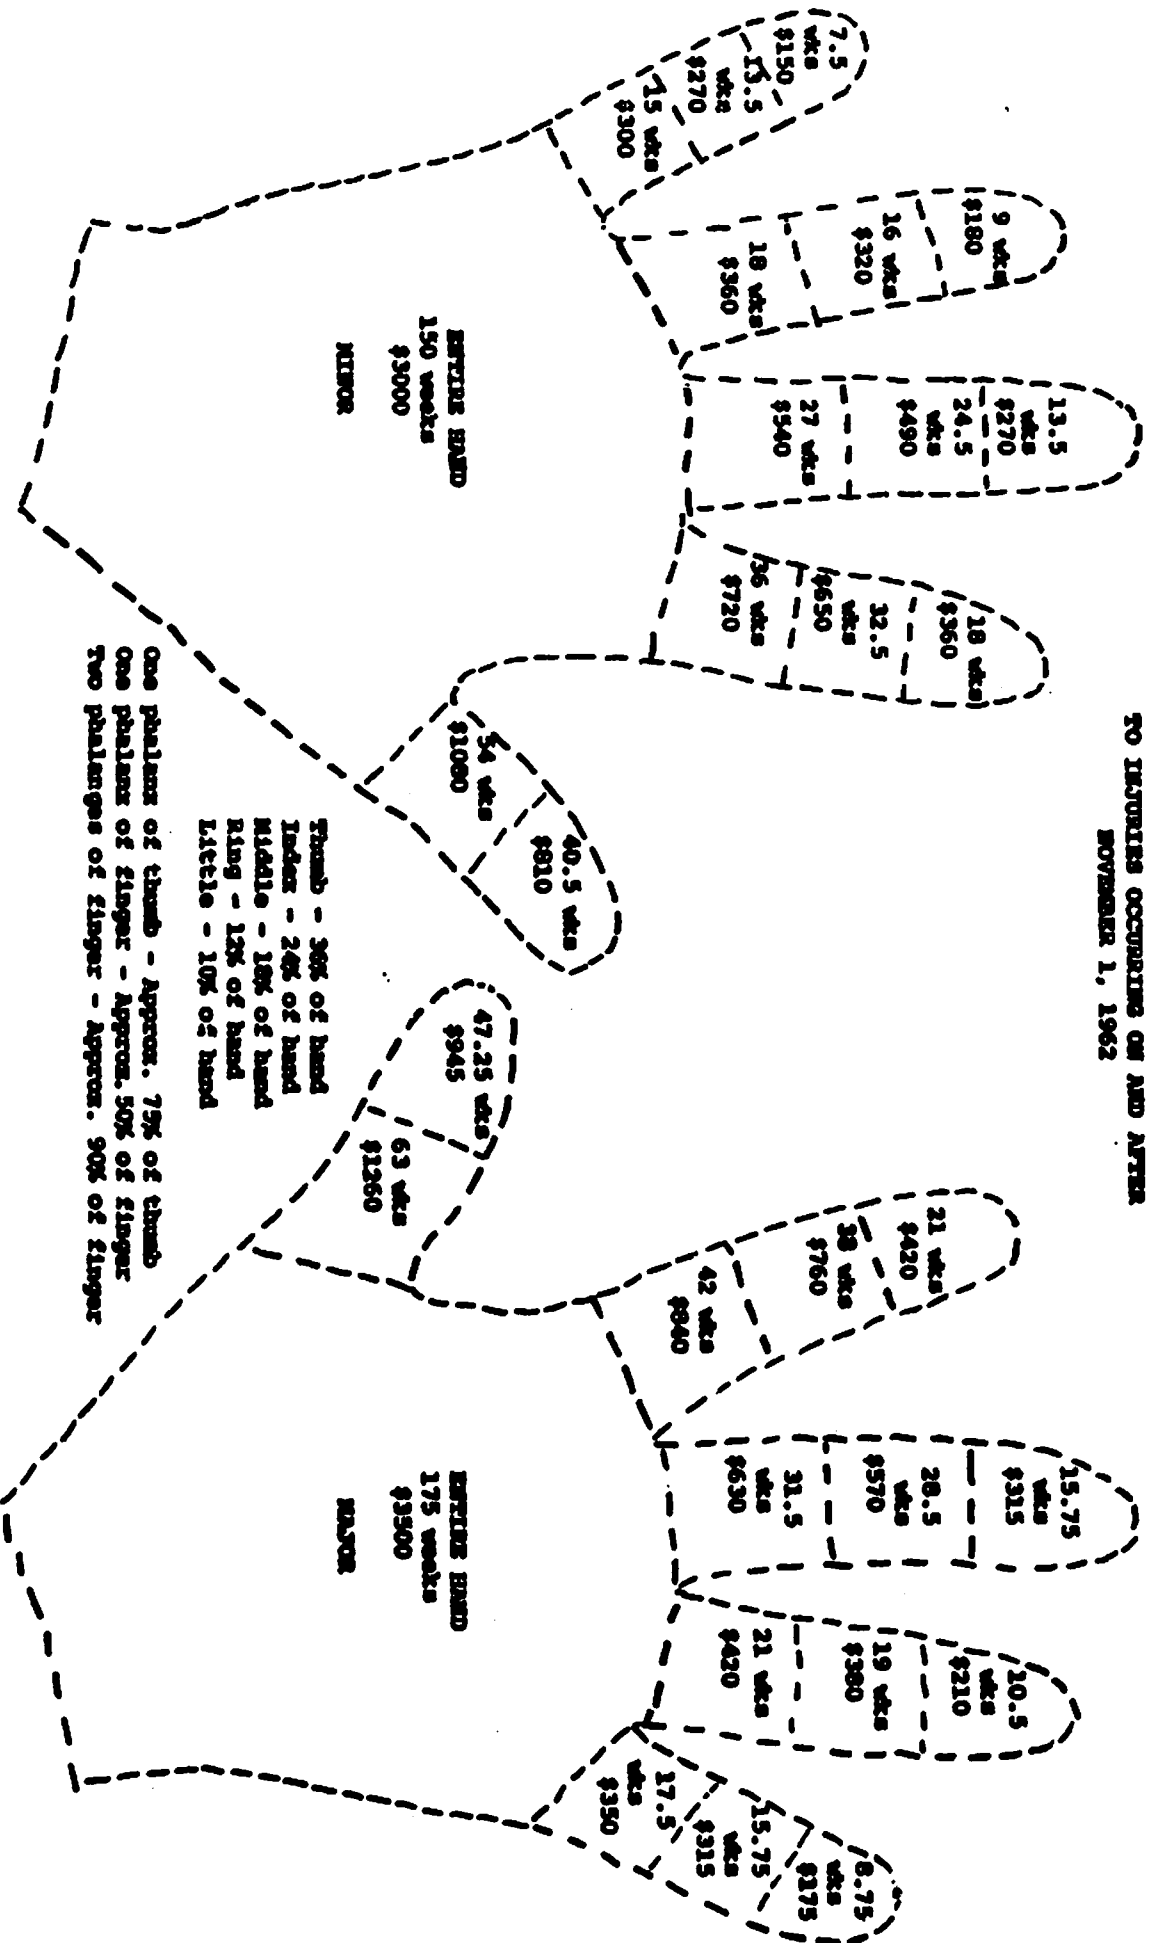 TO INJURIES OCCURRING ON AND AFTER
NOVEMBER 1, 1962
7.5
wks
$150
13.5
wks
$270
15 wks
$300
9 wks
$180
16 wks
$320
18 wks
$360
13.5
wks
$270
24.5
wks
$490
27 wks
$540
18 wks
$360
32.5
wks
$650
36 wks
$720
40.5 wks
$810
54 wks
$1080
ENTIRE HAND
150 weeks
$3000
MINOR
47.25 wks
$945
63 wks
$1260
21 wks
$420
38 wks
$760
42 wks
$840
15.75
wks
$315
28.5
wks
$570
31.5
wks
$630
10.5
wks
$210
19 wks
$380
21 wks
$420
8.75
wks
$175
15.75
wks
$315
17.5
wks
$350
ENTIRE HAND
175 weeks
$3500
MAJOR
Thumb - 36% of hand
Index - 24% of hand
Middle - 18% of hand
Ring - 12% of hand
Little - 10% of hand
One phalanx of thumb - Approx. 75% of thumb
One phalanx of finger - Approx. 50% of finger
Two phalanges of finger - Approx. 90% of finger